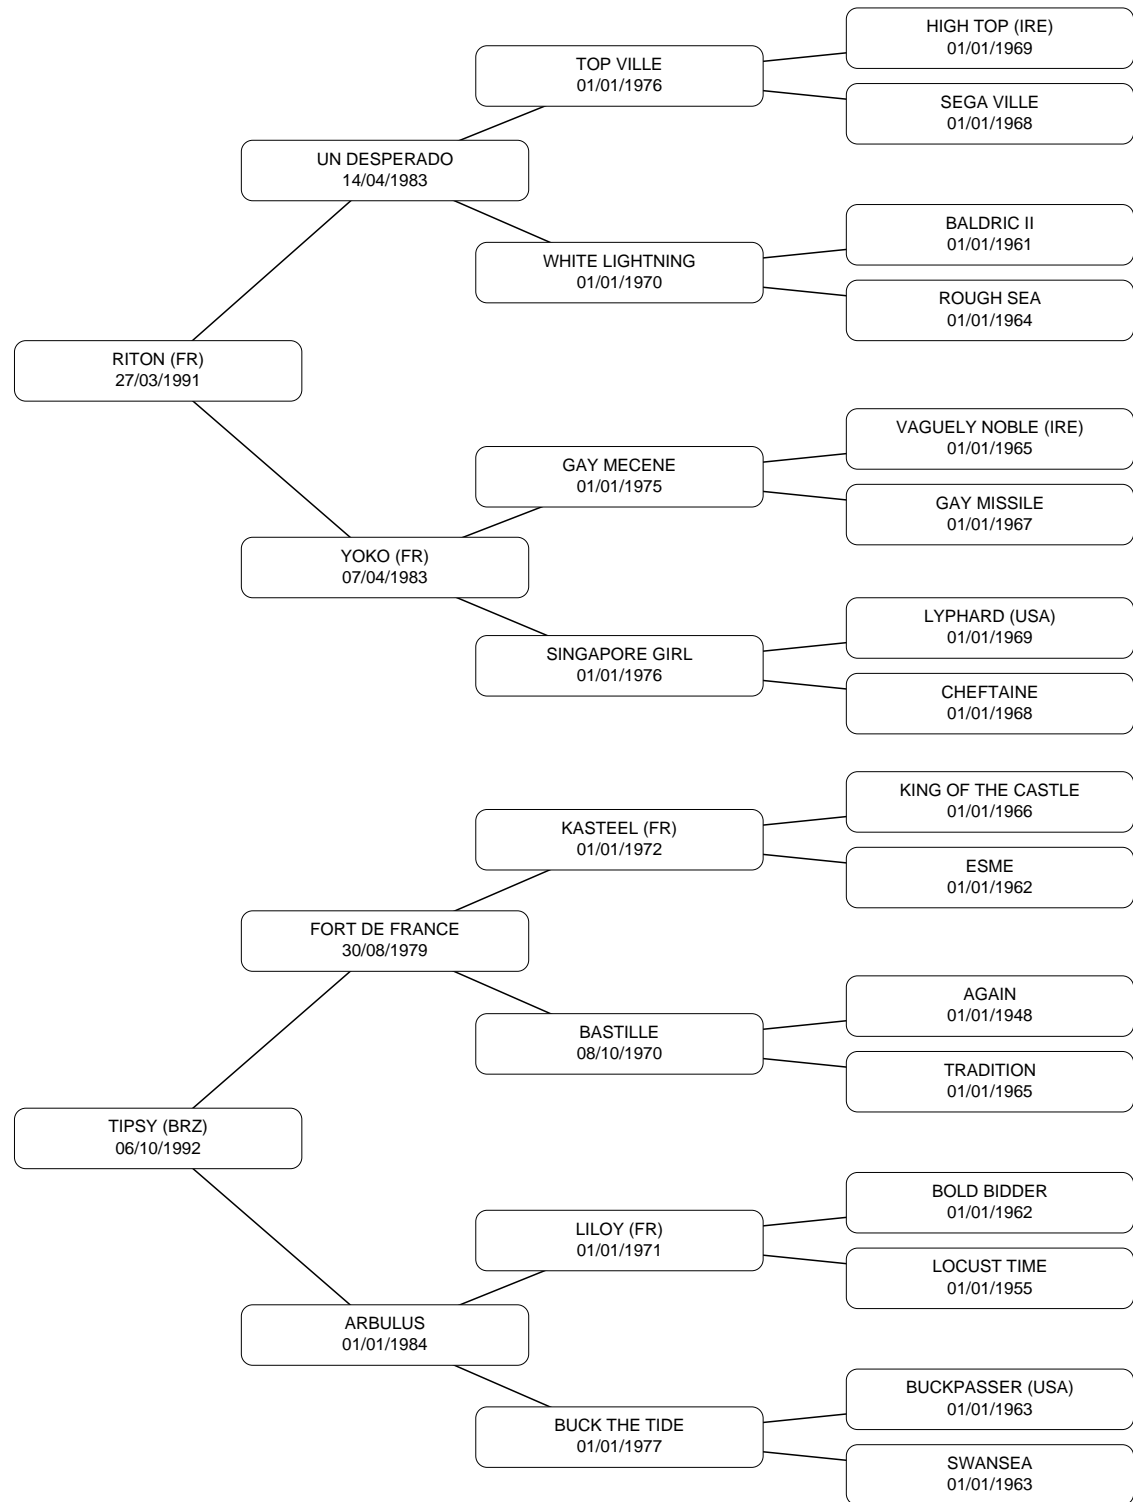 HIGH TOP (IRE)
01/01/1969
TOP VILLE
01/01/1976
SEGA VILLE
01/01/1968
UN DESPERADO
14/04/1983
BALDRIC II
01/01/1961
WHITE LIGHTNING
01/01/1970
ROUGH SEA
01/01/1964
RITON (FR)
27/03/1991
VAGUELY NOBLE (IRE)
01/01/1965
GAY MECENE
01/01/1975
GAY MISSILE
01/01/1967
YOKO (FR)
07/04/1983
LYPHARD (USA)
01/01/1969
SINGAPORE GIRL
01/01/1976
CHEFTAINE
01/01/1968
KING OF THE CASTLE
01/01/1966
KASTEEL (FR)
01/01/1972
ESME
01/01/1962
FORT DE FRANCE
30/08/1979
AGAIN
01/01/1948
BASTILLE
08/10/1970
TRADITION
01/01/1965
TIPSY (BRZ)
06/10/1992
BOLD BIDDER
01/01/1962
LILOY (FR)
01/01/1971
LOCUST TIME
01/01/1955
ARBULUS
01/01/1984
BUCKPASSER (USA)
01/01/1963
BUCK THE TIDE
01/01/1977
SWANSEA
01/01/1963